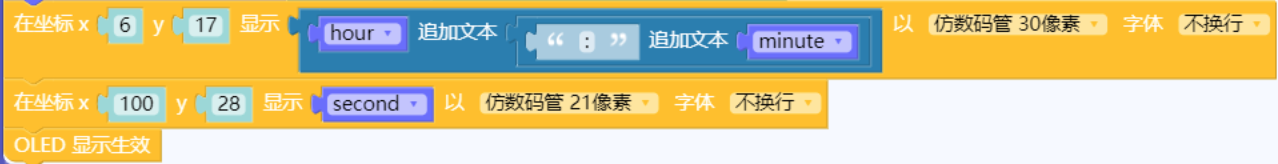 在坐标 x 6 y 17 显示 hour 追加文本 “ : ” 追加文本 minute 以 仿数码管 30像素 字体 不换行
在坐标 x 100 y 28 显示 second 以 仿数码管 21像素 字体 不换行
OLED 显示生效